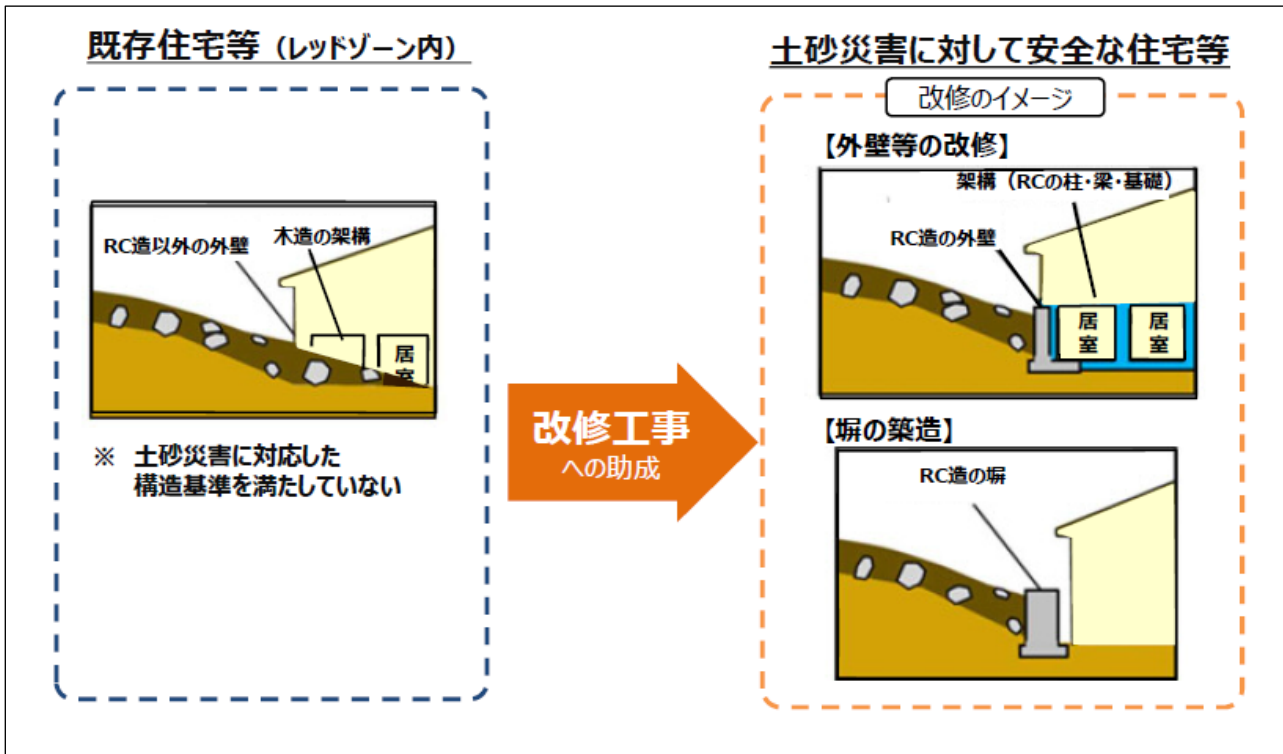 既存住宅等（レッドゾーン内）
RC造以外の外壁
木造の架構
居
室
※ 土砂災害に対応した
構造基準を満たしていない
改修工事
への助成
土砂災害に対して安全な住宅等
改修のイメージ
【外壁等の改修】
架構（RCの柱・梁・基礎）
RC造の外壁
居
室
居
室
【塀の築造】
RC造の塀